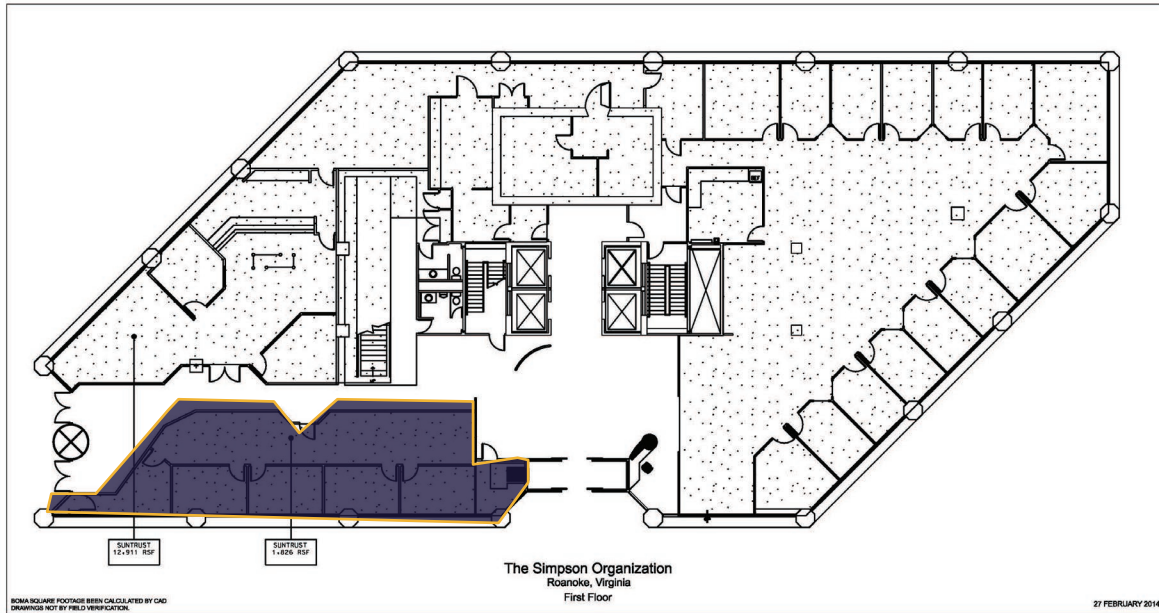 SUNTRUST
12,911 RSF
SUNTRUST
1,826 RSF
The Simpson Organization
Roanoke, Virginia
First Floor
BOMA SQUARE FOOTAGE BEEN CALCULATED BY CAD
DRAWINGS NOT BY FIELD VERIFICATION.
27 FEBRUARY 2014